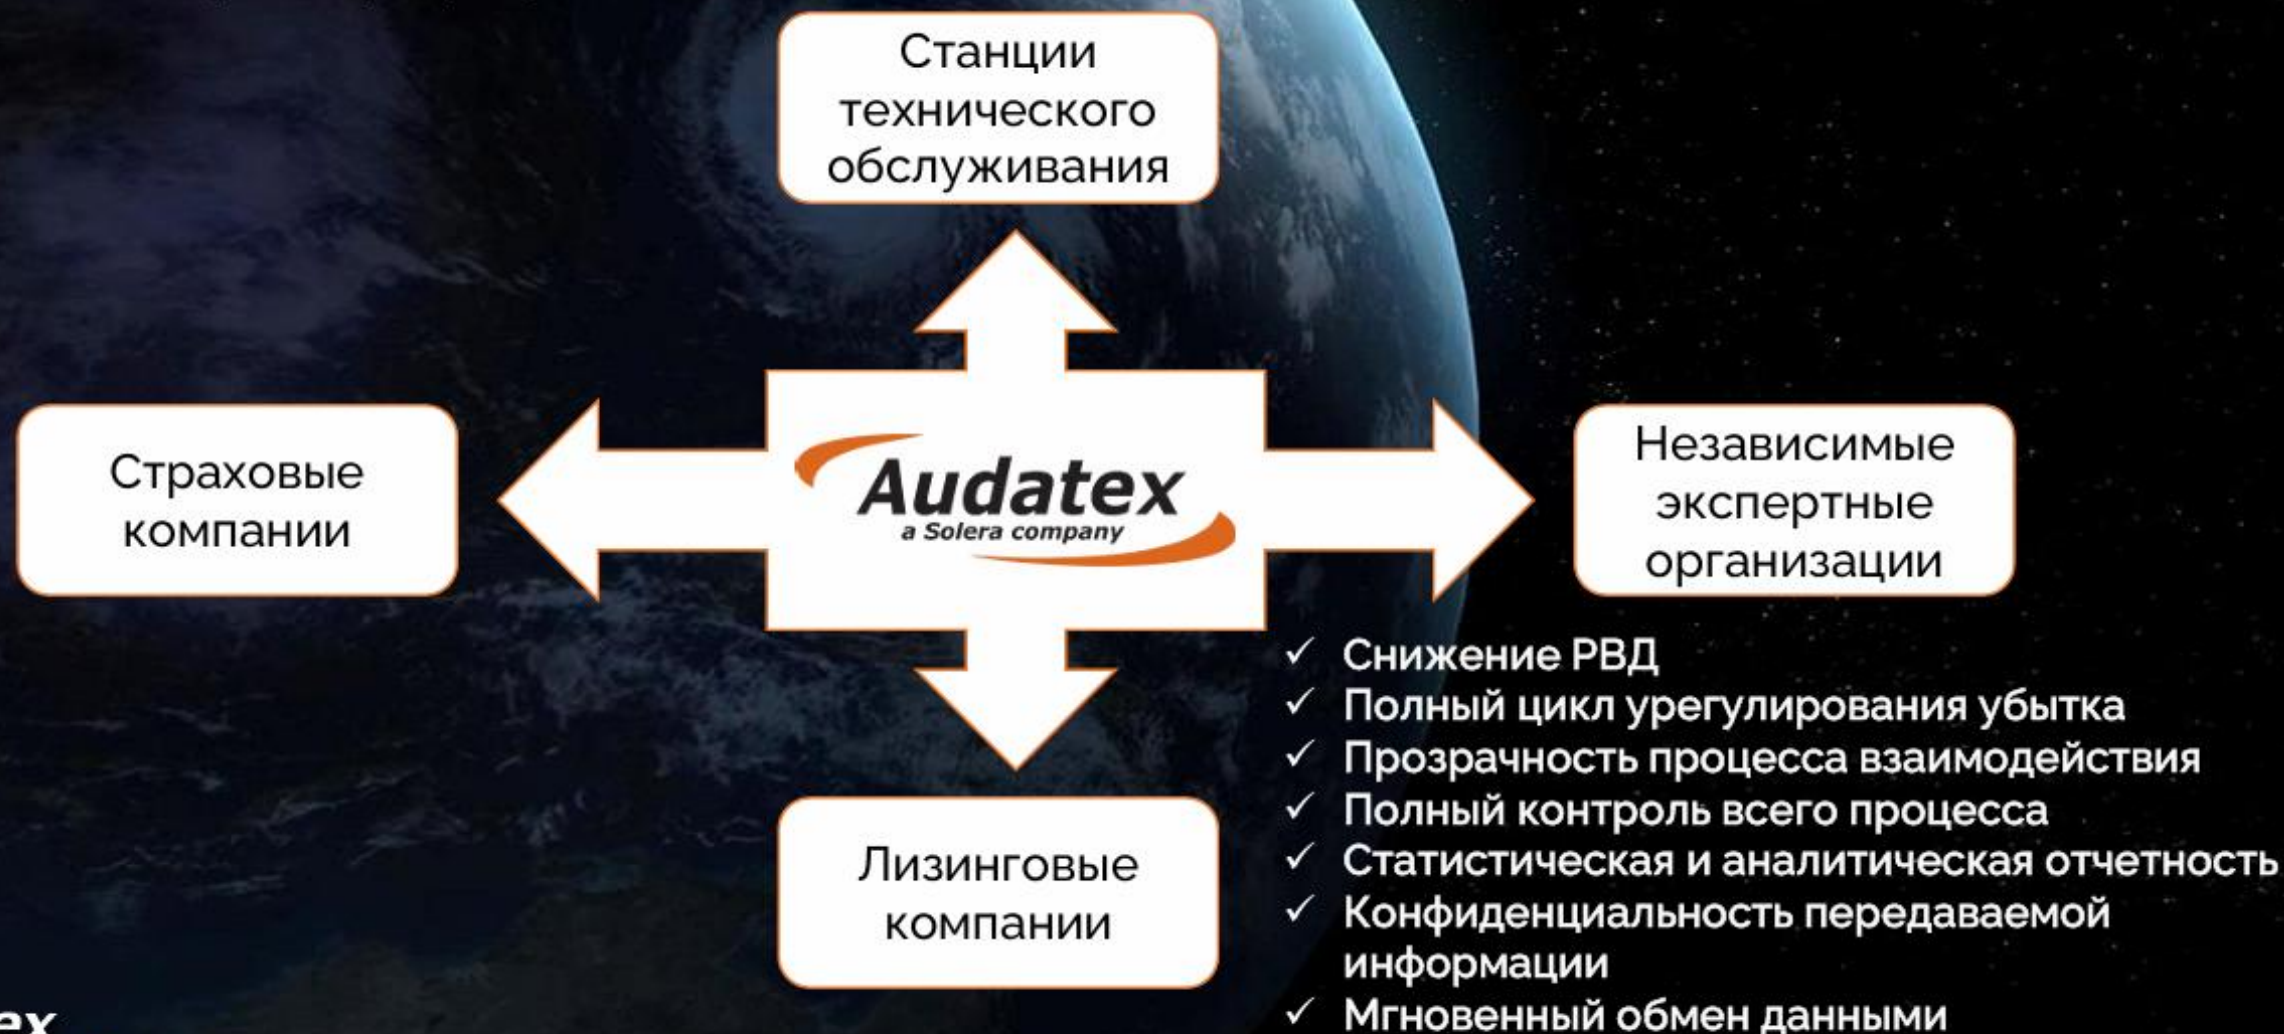 Станции
технического
обслуживания
Страховые
компании
Audatex
a Solera company
Независимые
экспертные
организации
Лизинговые
компании
✓ Снижение РВД
✓ Полный цикл урегулирования убытка
✓ Прозрачность процесса взаимодействия
✓ Полный контроль всего процесса
✓ Статистическая и аналитическая отчетность
✓ Конфиденциальность передаваемой
информации
✓ Мгновенный обмен данными
ex